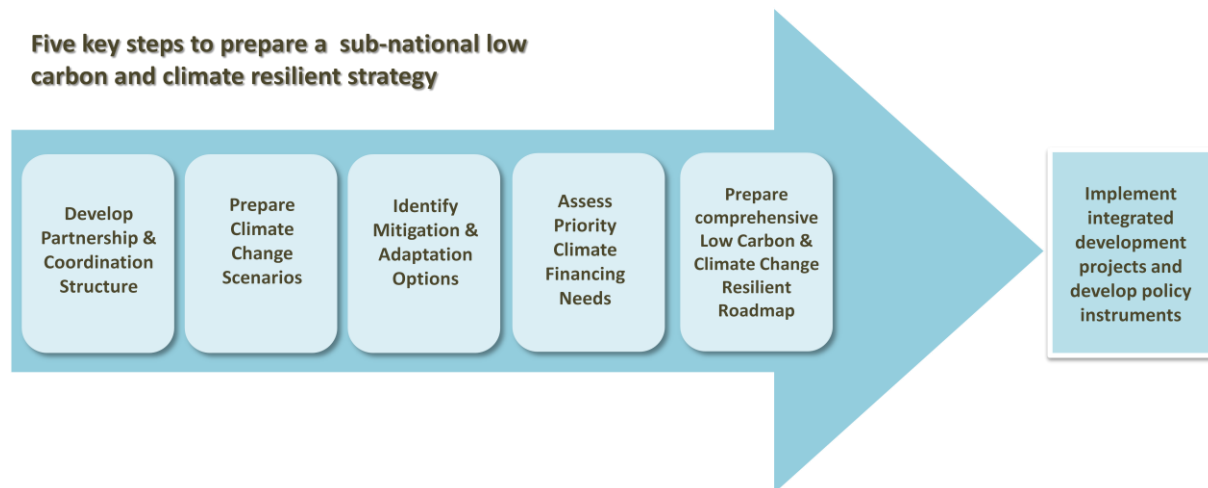 Five key steps to prepare a sub-national low
carbon and climate resilient strategy
Develop
Partnership &
Coordination
Structure
Prepare
Climate
Change
Scenarios
Identify
Mitigation &
Adaptation
Options
Assess
Priority
Climate
Financing
Needs
Prepare
comprehensive
Low Carbon &
Climate Change
Resilient
Roadmap
Implement
integrated
development
projects and
develop policy
instruments